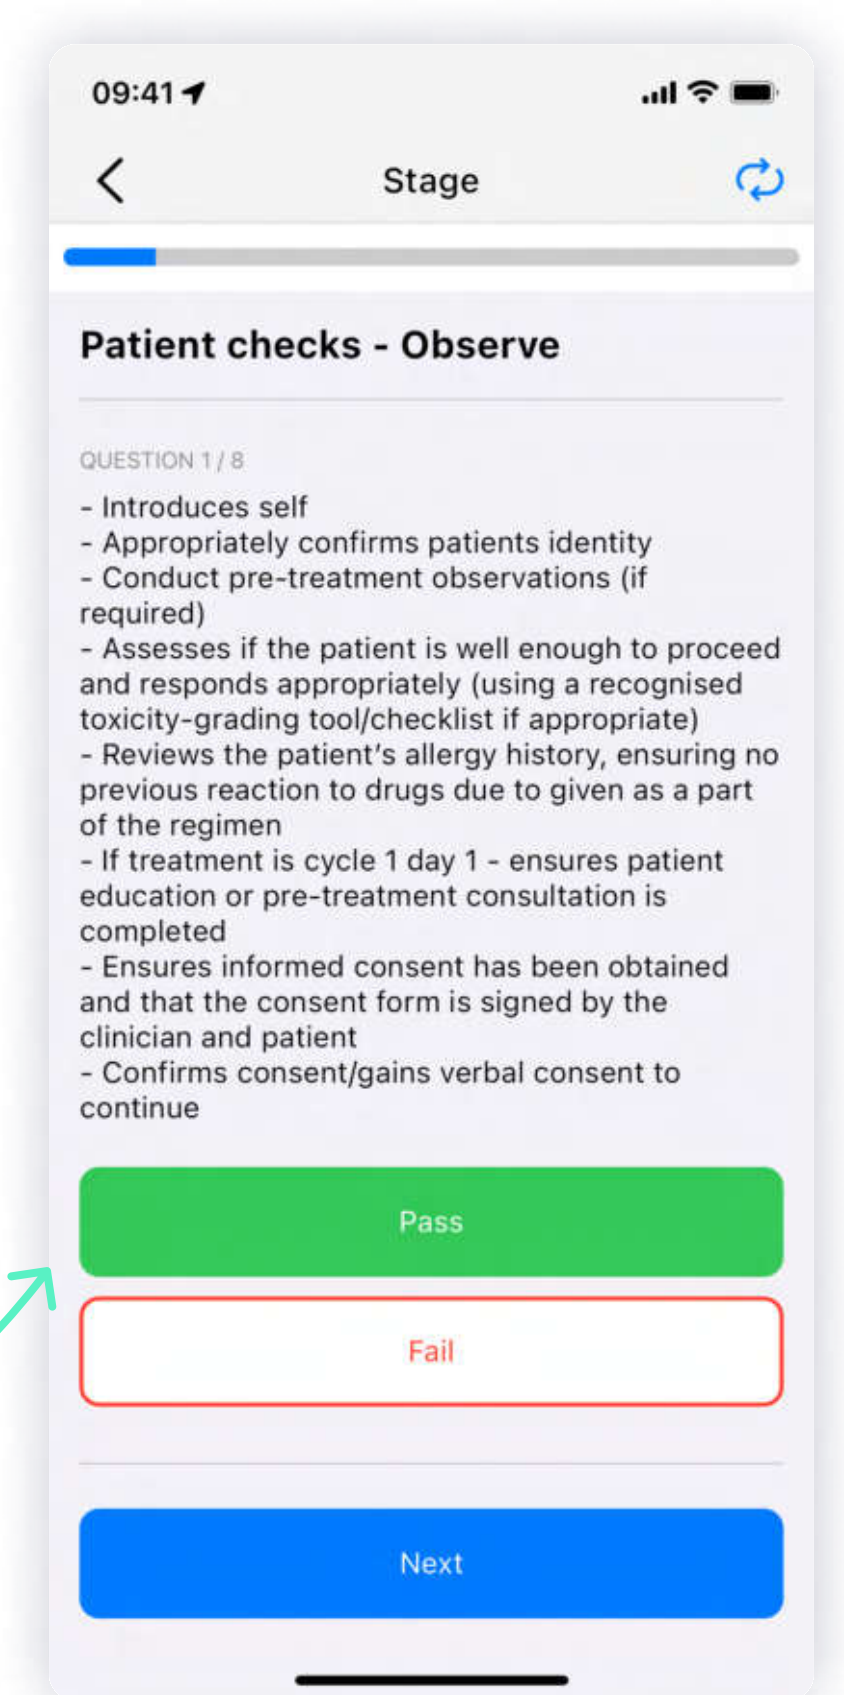 09:41
Stage
Patient checks - Observe
QUESTION 1 / 8
- Introduces self
- Appropriately confirms patients identity
- Conduct pre-treatment observations (if
required)
- Assesses if the patient is well enough to proceed
and responds appropriately (using a recognised
toxicity-grading tool/checklist if appropriate)
- Reviews the patient's allergy history, ensuring no
previous reaction to drugs due to given as a part
of the regimen
- If treatment is cycle 1 day 1 - ensures patient
education or pre-treatment consultation is
completed
- Ensures informed consent has been obtained
and that the consent form is signed by the
clinician and patient
- Confirms consent/gains verbal consent to
continue
Pass
Fail
Next